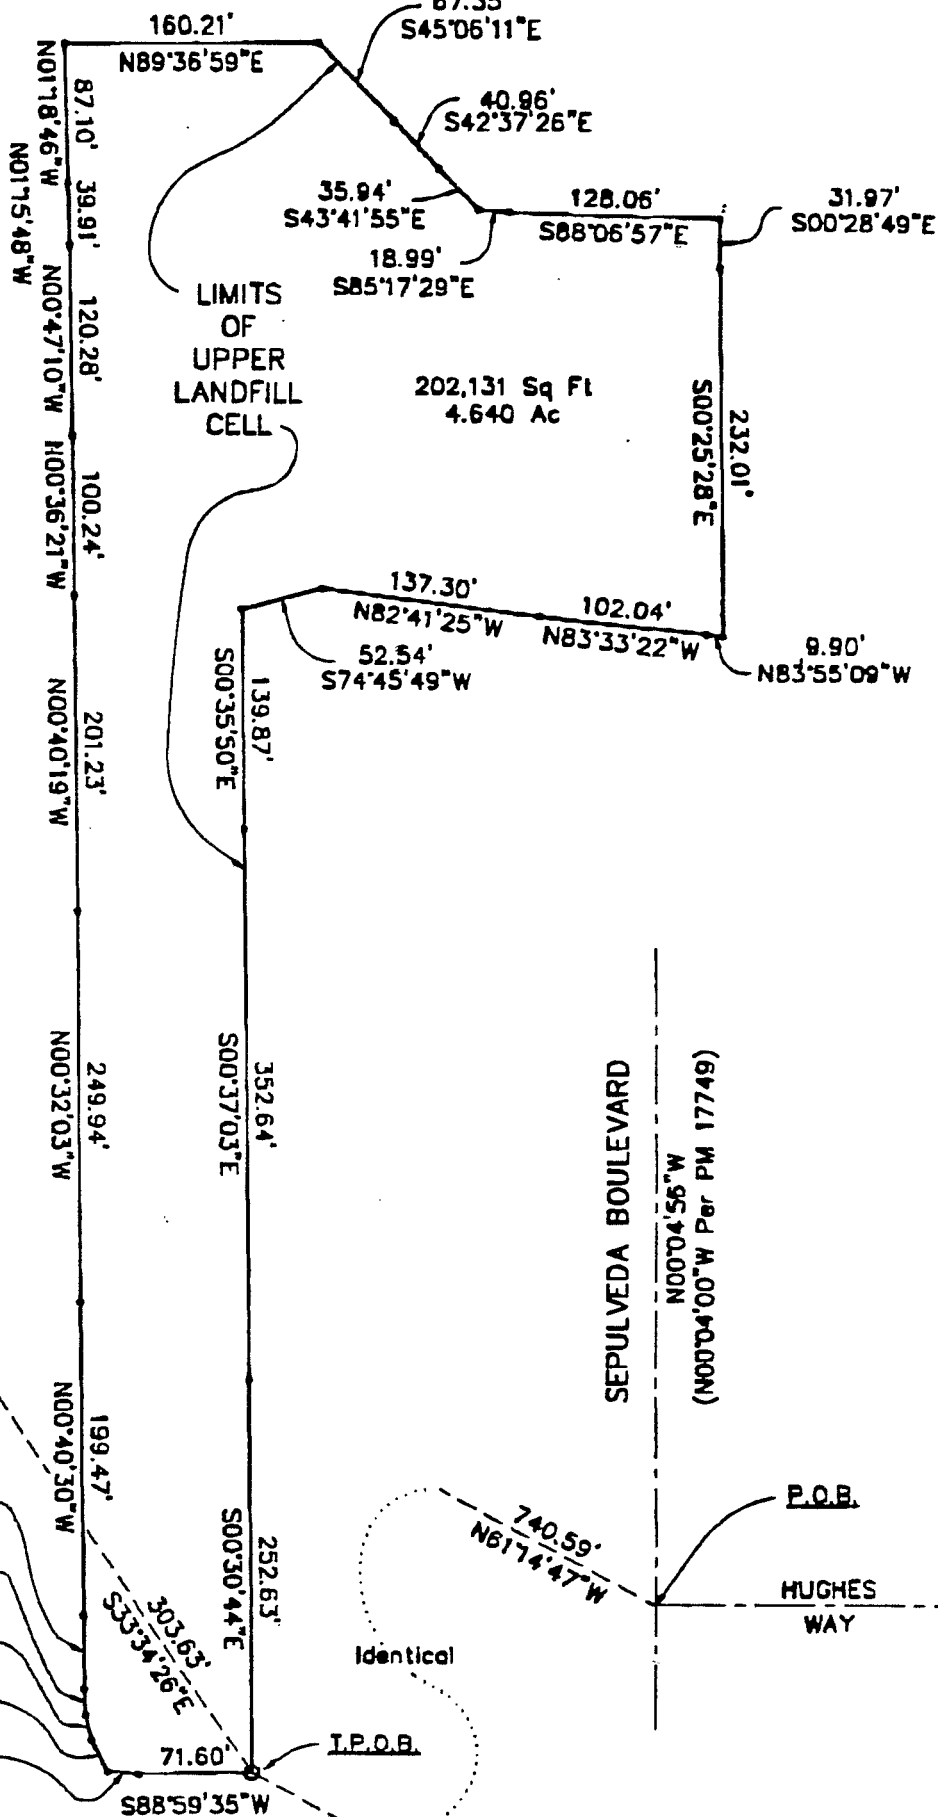 67.35'
S45°06'11"E
160.21'
N89°36'59"E
40.96'
S42°37'26"E
35.94'
S43°41'55"E
18.99'
S85°17'29"E
128.06'
S88°06'57"E
31.97'
S00°28'49"E
N01°18'46"W
87.10'
N01°15'48"W
39.91'
N00°47'10"W
120.28'
N00°36'21"W
100.24'
LIMITS
OF
UPPER
LANDFILL
CELL
202,131 Sq Ft
4.640 Ac
232.01'
S00°25'28"E
137.30'
N82°41'25"W
102.04'
N83°33'22"W
9.90'
N83°55'09"W
52.54'
S74°45'49"W
139.87'
S00°35'50"E
201.23'
N00°40'19"W
249.94'
N00°32'03"W
352.64'
S00°37'03"E
SEPULVEDA BOULEVARD
N00°04'56"W
(N00°04'00"W Per PM 17749)
199.47'
N00°40'30"W
252.63'
S00°30'44"E
740.59'
N61°14'47"W
P.O.B.
HUGHES
WAY
303.63'
S33°34'26"E
Identical
T.P.O.B.
71.60'
S88°59'35"W